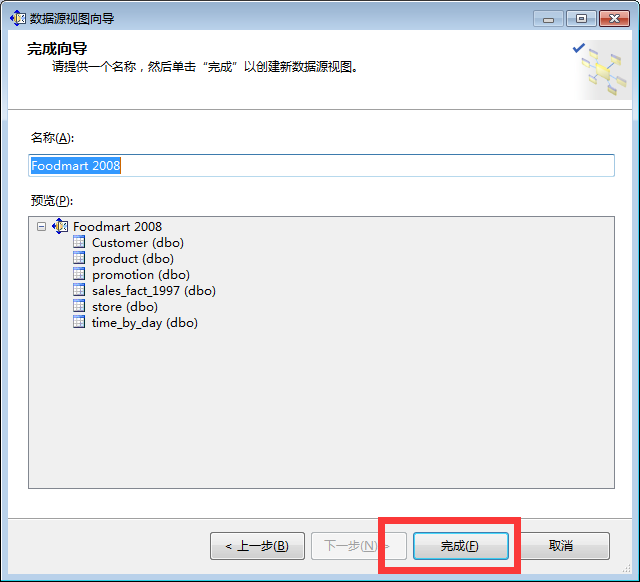 数据源视图向导
完成向导
请提供一个名称，然后单击“完成”以创建新数据源视图。
名称(A):
Foodmart 2008
预览(P):
Foodmart 2008
Customer (dbo)
product (dbo)
promotion (dbo)
sales_fact_1997 (dbo)
store (dbo)
time_by_day (dbo)
< 上一步(B) 下一步(N) > 完成(F) 取消